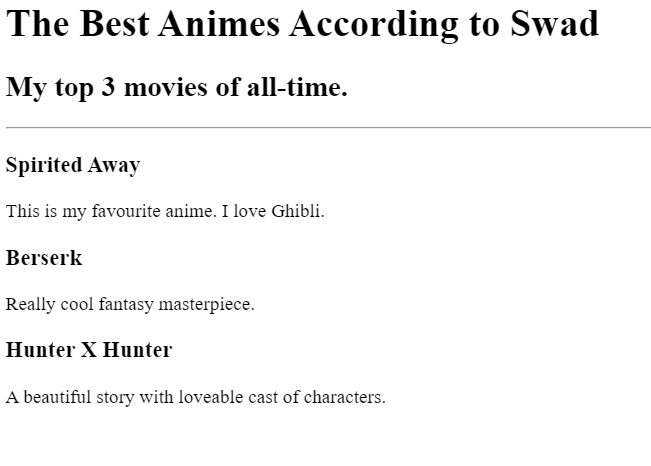 The Best Animes According to Swad
My top 3 movies of all-time.
Spirited Away
This is my favourite anime. I love Ghibli.
Berserk
Really cool fantasy masterpiece.
Hunter X Hunter
A beautiful story with loveable cast of characters.